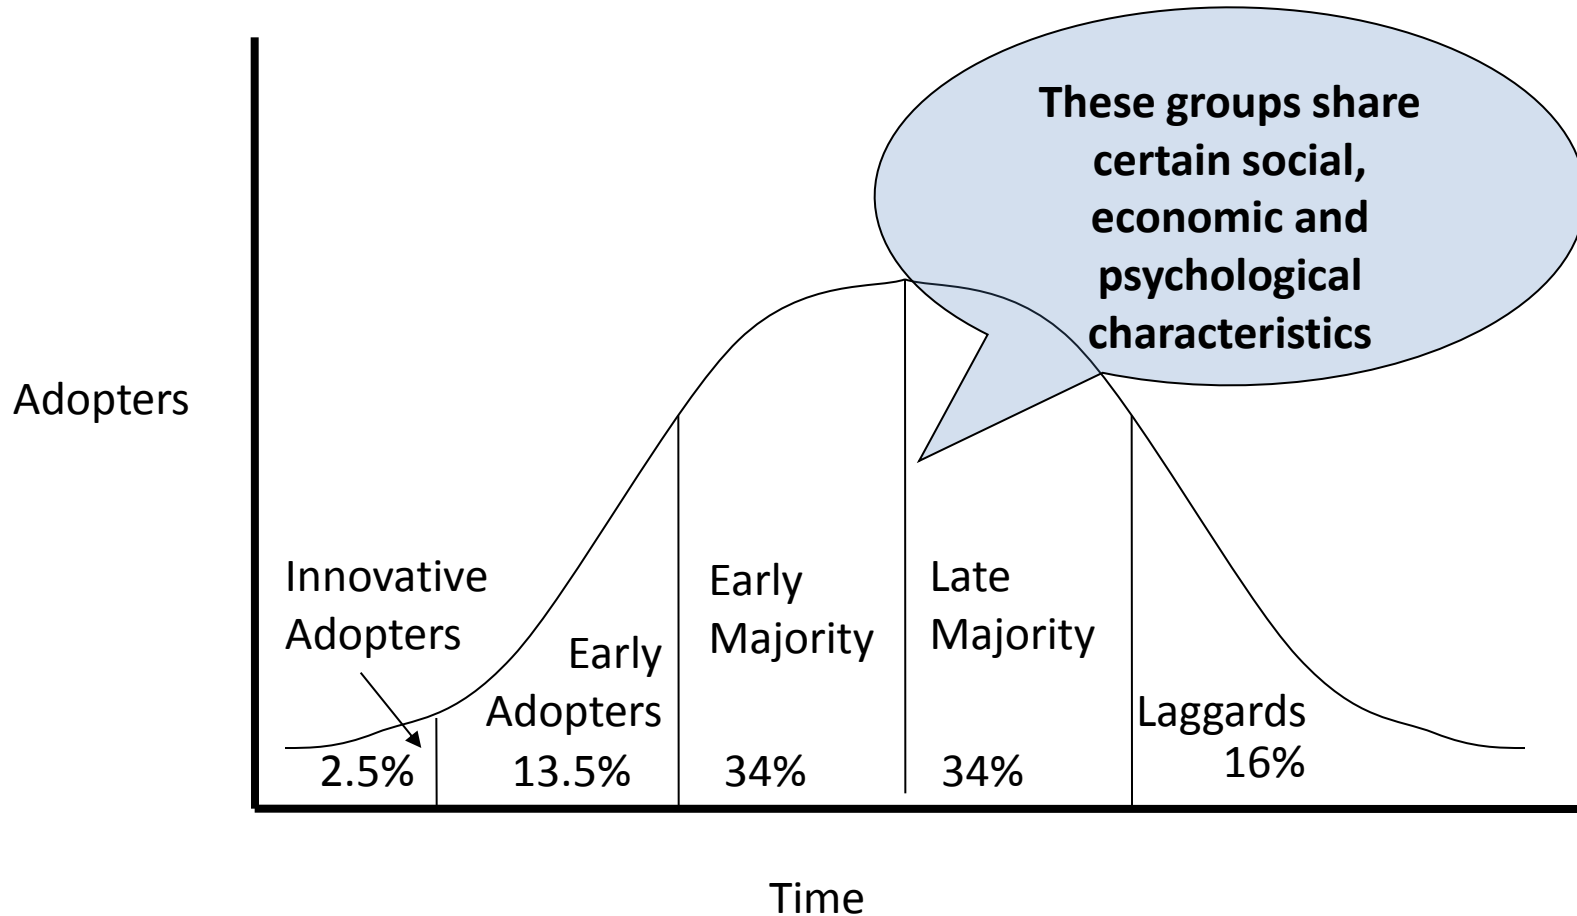 These groups share
certain social,
economic and
psychological
characteristics
Adopters
Innovative
Adopters
Early
Adopters
Early
Majority
Late
Majority
Laggards
2.5%
13.5%
34%
34%
16%
Time